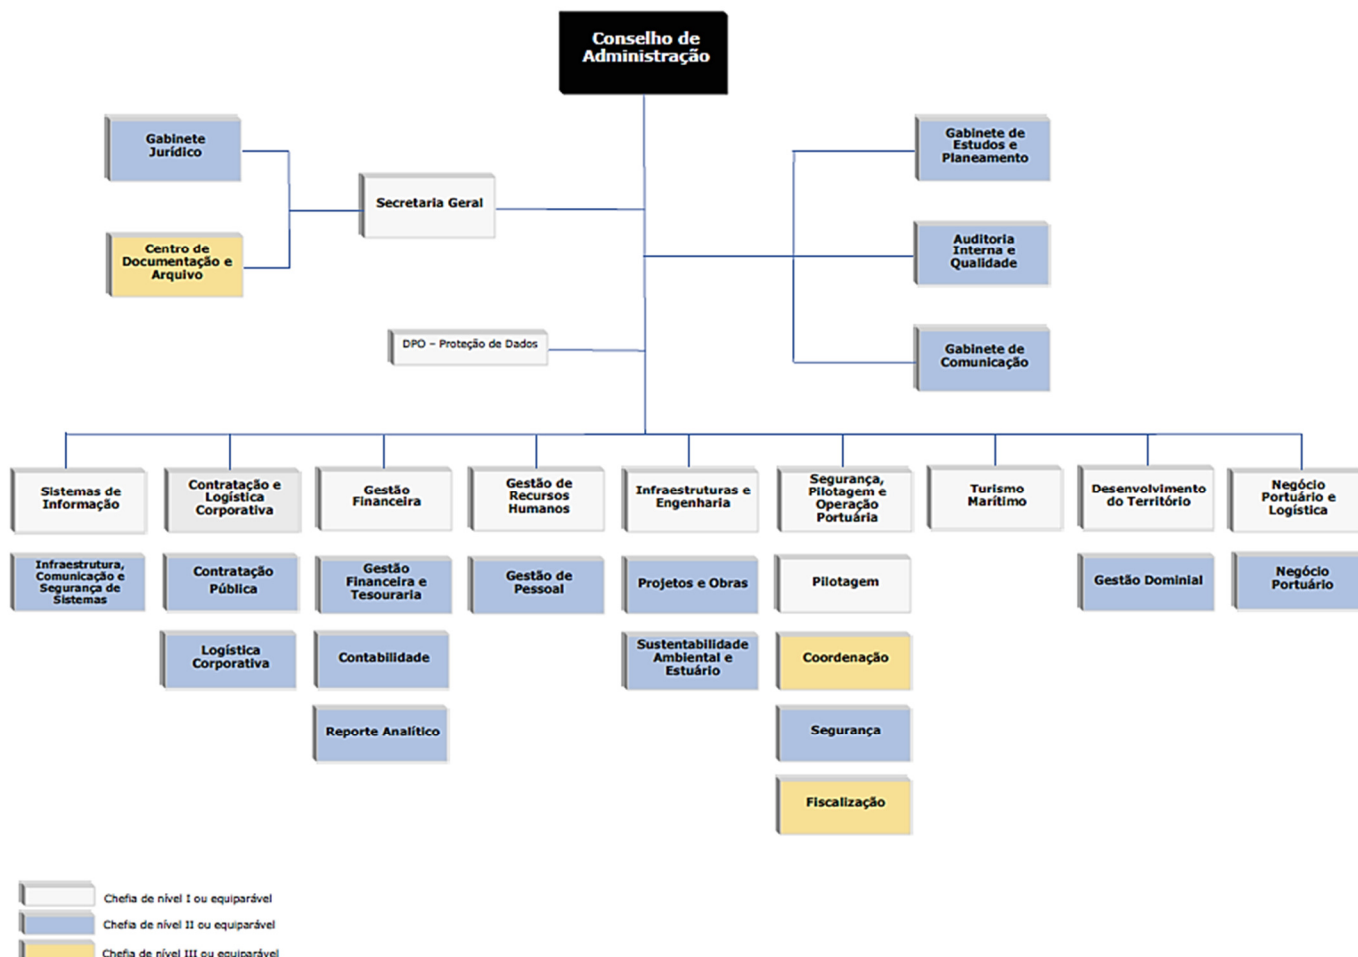 Conselho de
Administração
Gabinete
Jurídico
Gabinete de
Estudos e
Planeamento
Secretaria Geral
Centro de
Documentação e
Arquivo
Auditoria
Interna e
Qualidade
DPO – Proteção de Dados
Gabinete de
Comunicação
Sistemas de
Informação
Contratação e
Logística
Corporativa
Gestão
Financeira
Gestão de
Recursos
Humanos
Infraestruturas e
Engenharia
Segurança,
Pilotagem e
Operação
Portuária
Turismo
Marítimo
Desenvolvimento
do Território
Negócio
Portuário e
Logística
Infraestrutura,
Comunicação e
Segurança de
Sistemas
Contratação
Pública
Gestão
Financeira e
Tesouraria
Gestão de
Pessoal
Projetos e Obras
Pilotagem
Gestão Dominial
Negócio
Portuário
Logística
Corporativa
Contabilidade
Sustentabilidade
Ambiental e
Estuário
Coordenação
Reporte Analítico
Segurança
Fiscalização
Chefia de nível I ou equiparável
Chefia de nível II ou equiparável
Chefia de nível III ou equiparável